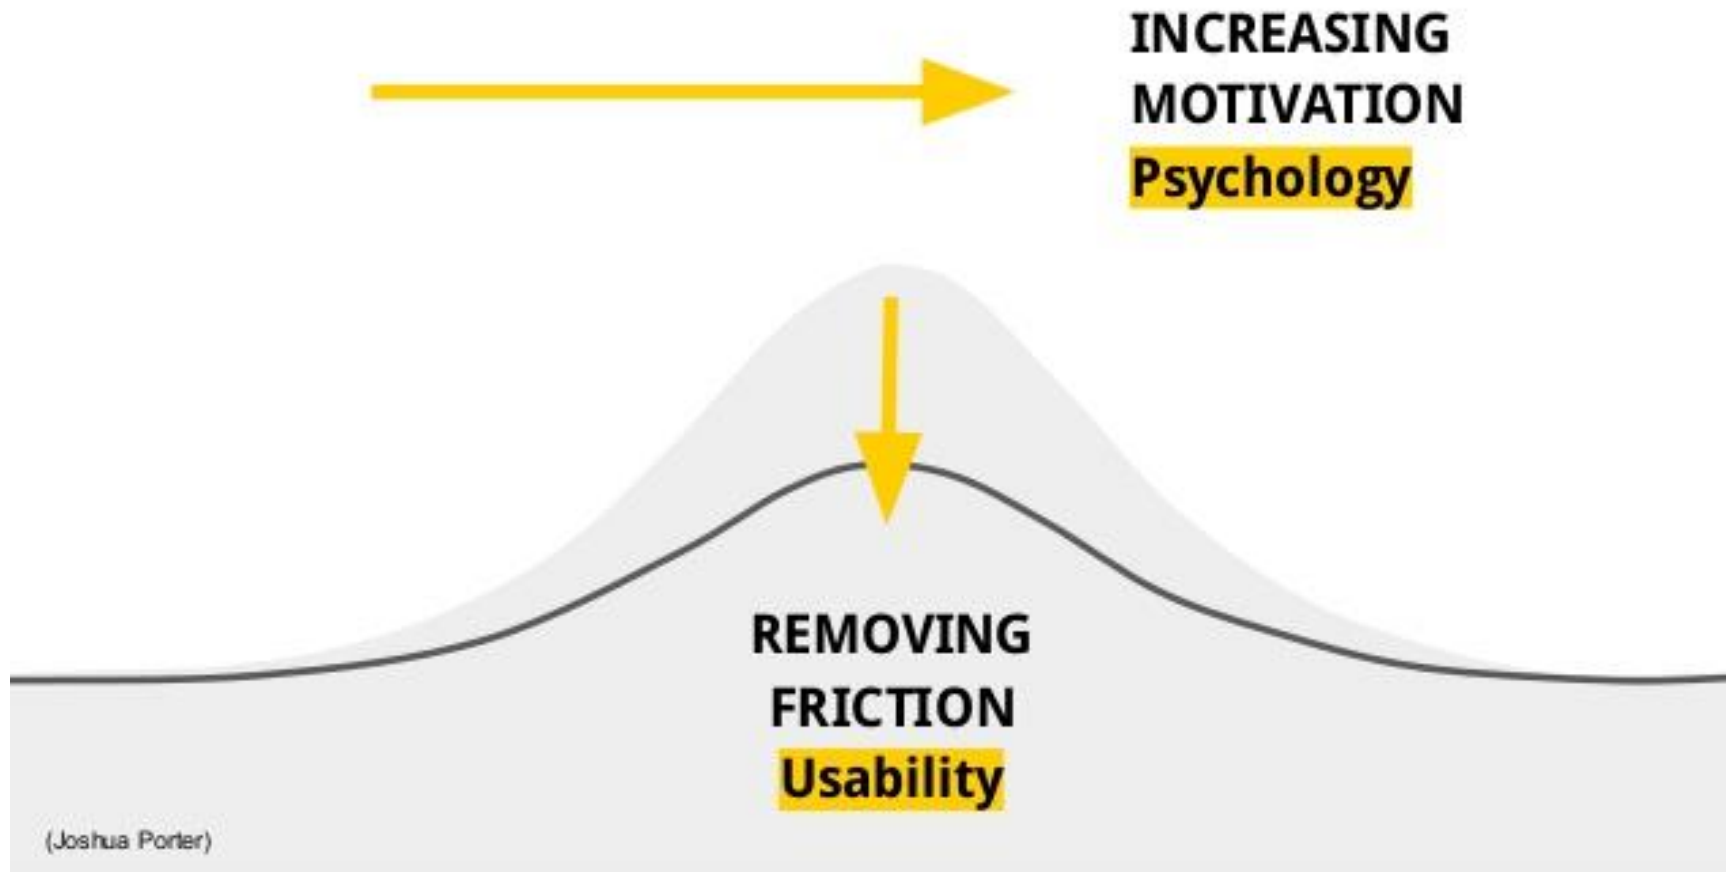 INCREASING
MOTIVATION
Psychology
REMOVING
FRICTION
Usability
(Joshua Porter)